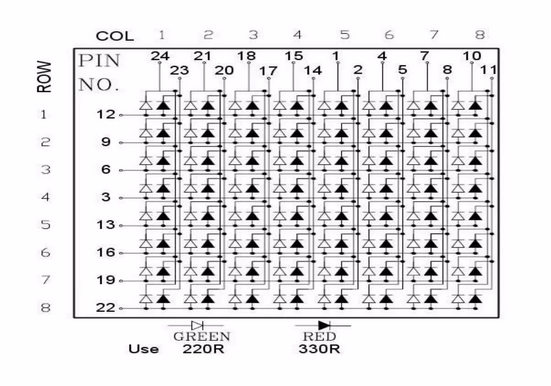 COL 1 2 3 4 5 6 7 8
ROW
PIN NO.
24 21 18 15 1 4 7 10
23 20 17 14 2 5 8 11
1 12
2 9
3 6
4 3
5 13
6 16
7 19
8 22
GREEN RED
Use 220R 330R